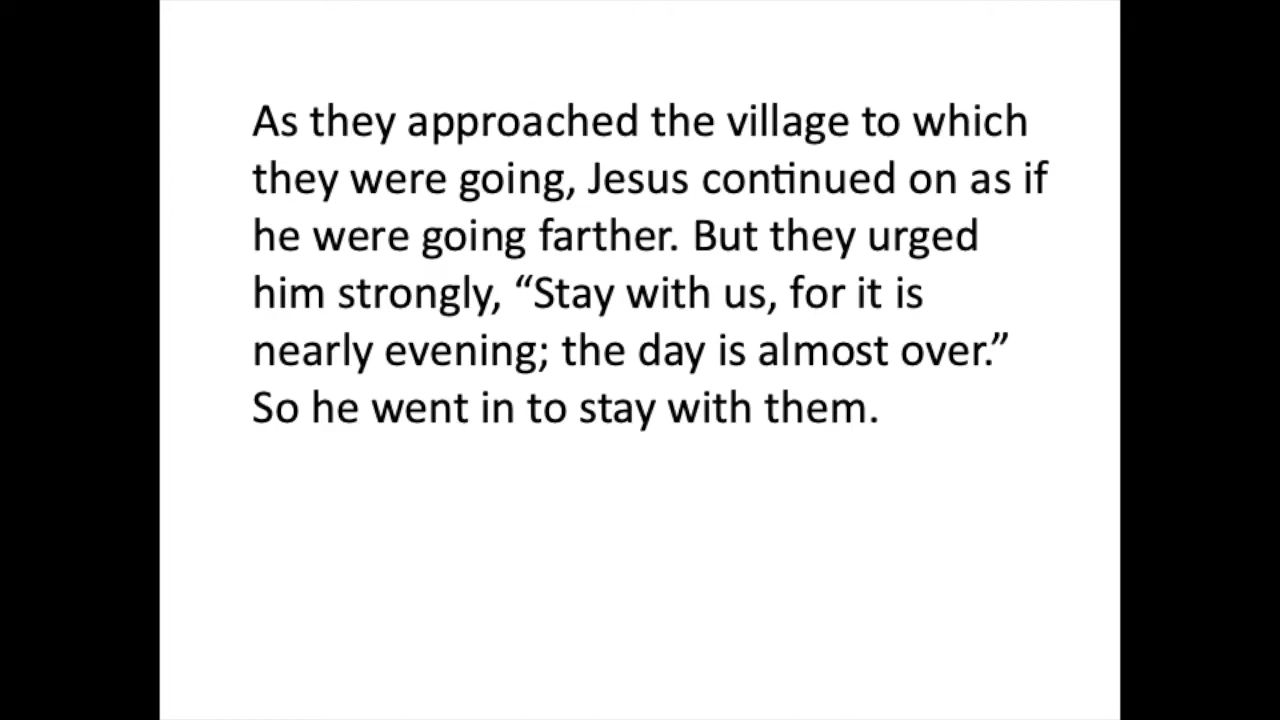 As they approached the village to which
they were going, Jesus continued on as if
he were going farther. But they urged
him strongly, “Stay with us, for it is
nearly evening; the day is almost over.”
So he went in to stay with them.